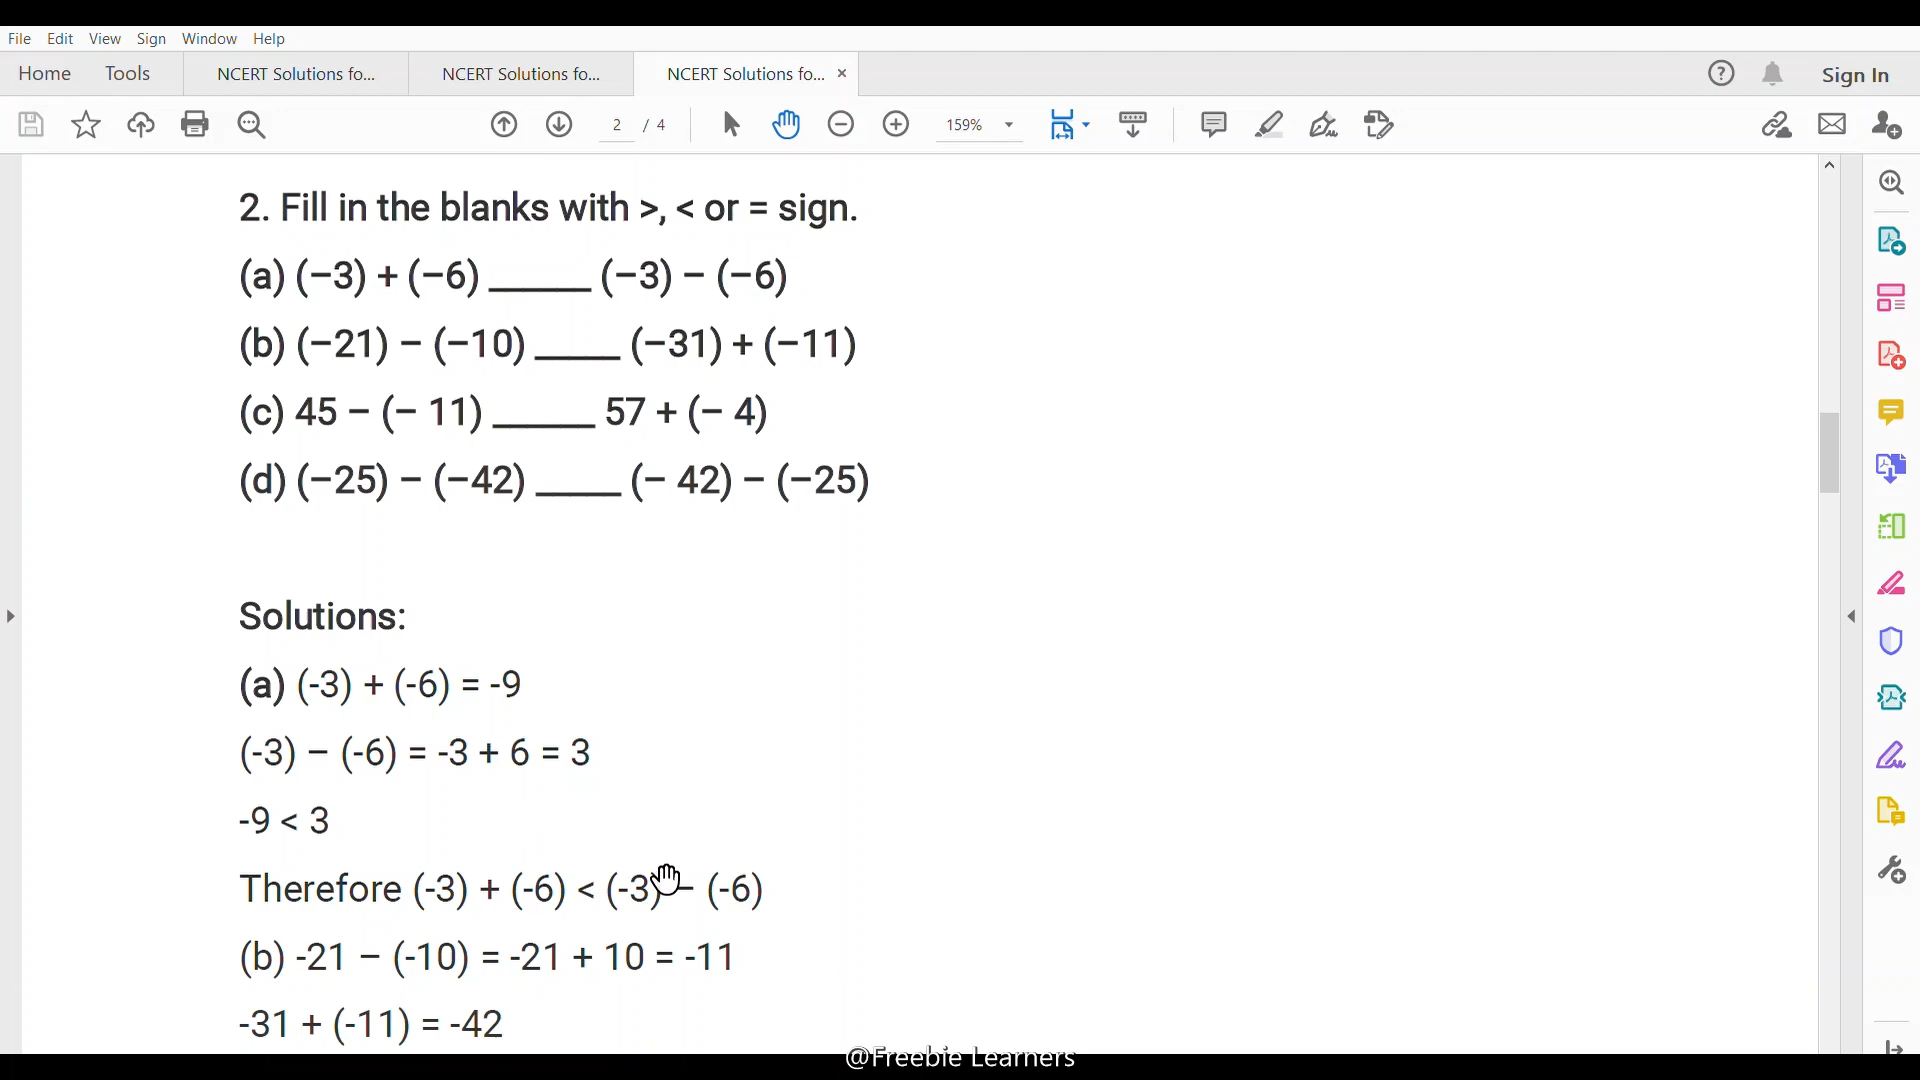 File Edit View Sign Window Help
Home Tools NCERT Solutions fo... NCERT Solutions fo... NCERT Solutions fo... × Sign In
2 / 4 159%
2. Fill in the blanks with >, < or = sign.
(a) (−3) + (−6) ______ (−3) − (−6)
(b) (−21) − (−10) _____ (−31) + (−11)
(c) 45 − (− 11) ______ 57 + (− 4)
(d) (−25) − (−42) _____ (− 42) − (−25)
Solutions:
(a) (-3) + (-6) = -9
(-3) − (-6) = -3 + 6 = 3
-9 < 3
Therefore (-3) + (-6) < (-3) − (-6)
(b) -21 − (-10) = -21 + 10 = -11
-31 + (-11) = -42
@Freebie Learners